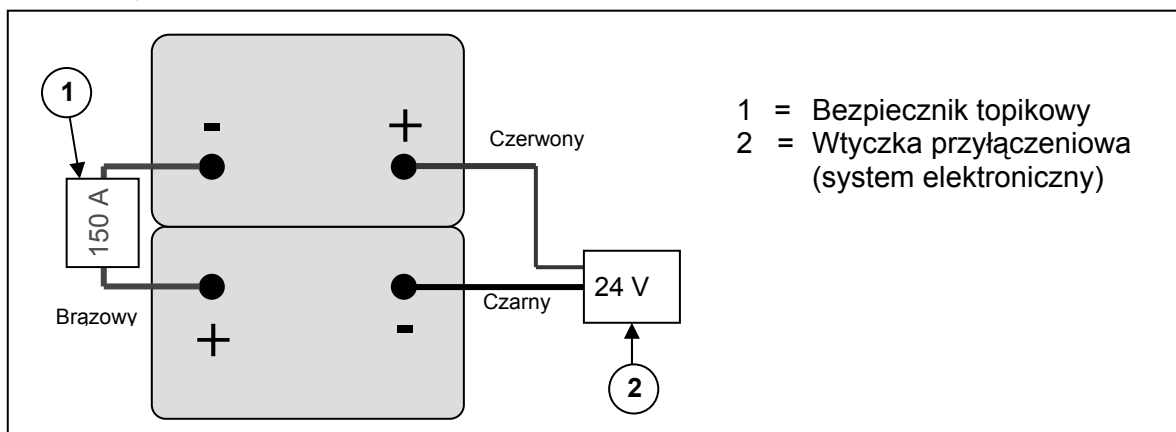 1
-
+
Czerwony
150 A
24 V
Czarny
Brązowy
+
-
2
1 = Bezpiecznik topikowy
2 = Wtyczka przyłączeniowa
(system elektroniczny)